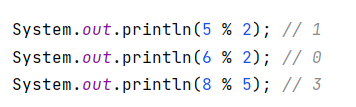 System.out.println(5 % 2); // 1
System.out.println(6 % 2); // 0
System.out.println(8 % 5); // 3